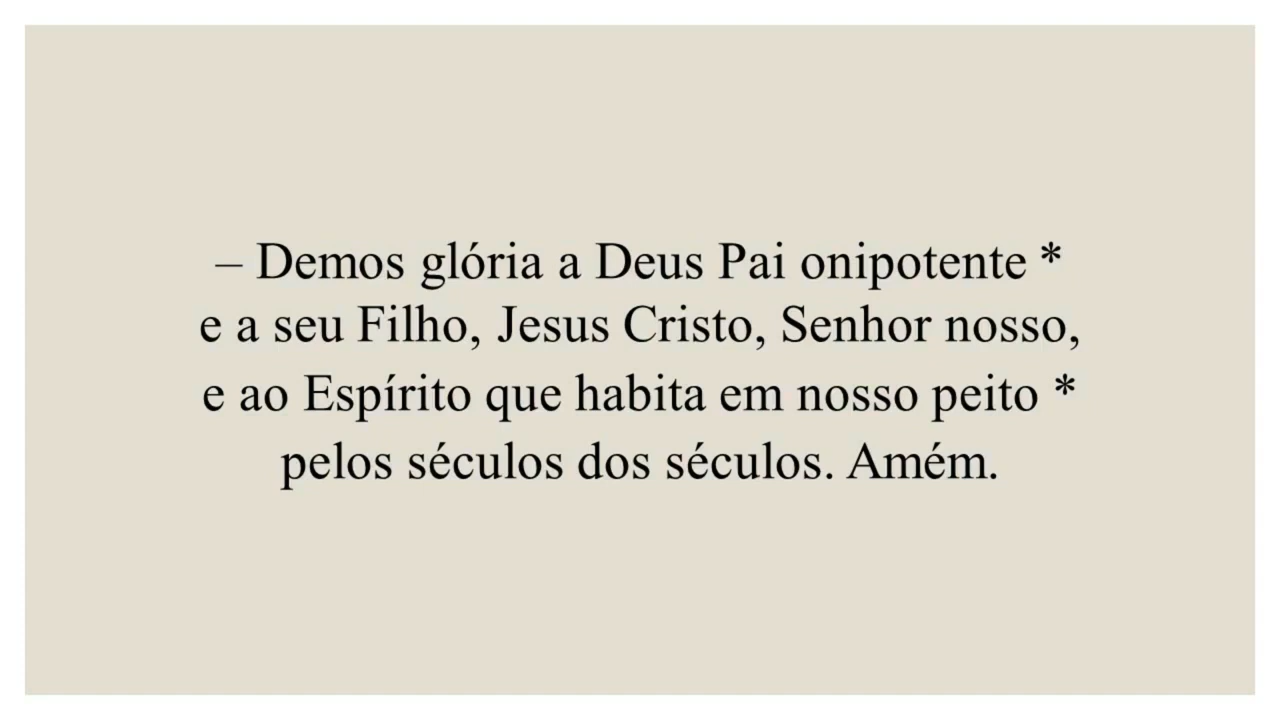 – Demos glória a Deus Pai onipotente *
e a seu Filho, Jesus Cristo, Senhor nosso,
e ao Espírito que habita em nosso peito *
pelos séculos dos séculos. Amém.